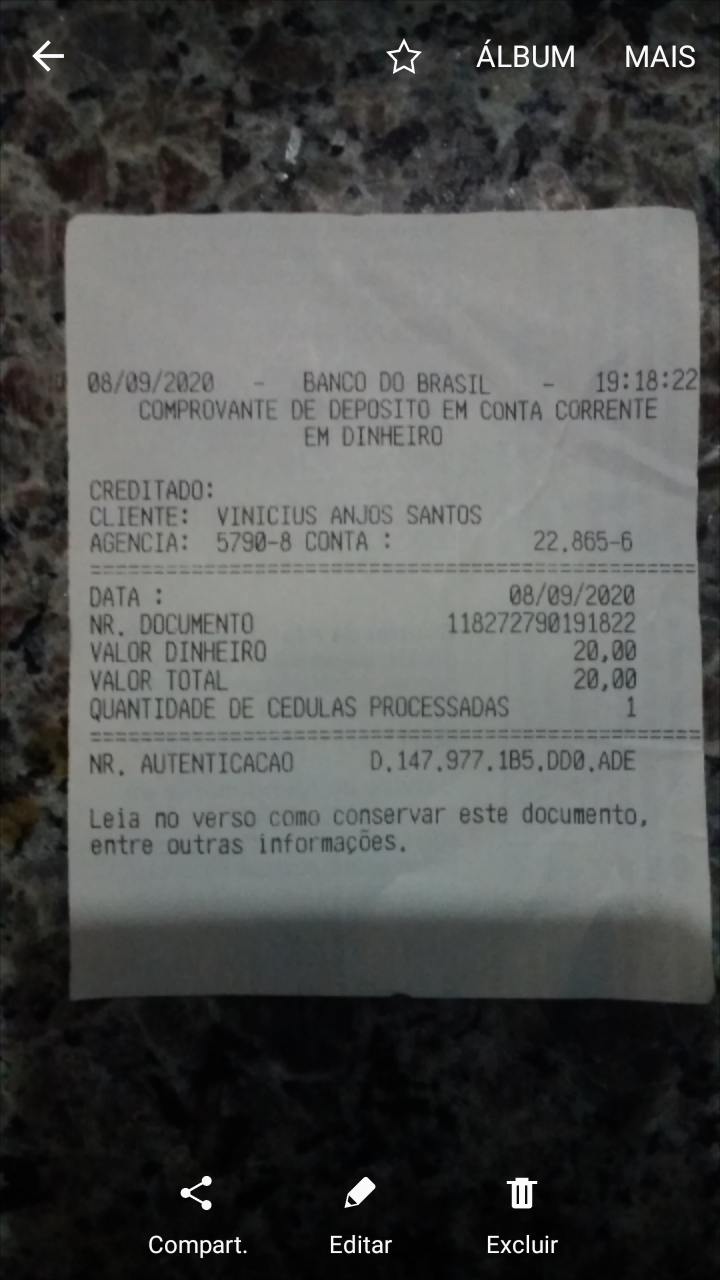 ÁLBUM MAIS
08/09/2020 - BANCO DO BRASIL - 19:18:22
COMPROVANTE DE DEPOSITO EM CONTA CORRENTE
EM DINHEIRO
CREDITADO:
CLIENTE: VINICIUS ANJOS SANTOS
AGENCIA: 5790-8 CONTA : 22.865-6
==========================================
DATA : 08/09/2020
NR. DOCUMENTO 118272790191822
VALOR DINHEIRO 20,00
VALOR TOTAL 20,00
QUANTIDADE DE CEDULAS PROCESSADAS 1
==========================================
NR. AUTENTICACAO D.147.977.1B5.DD0.ADE
Leia no verso como conservar este documento,
entre outras informações.
Compart. Editar Excluir